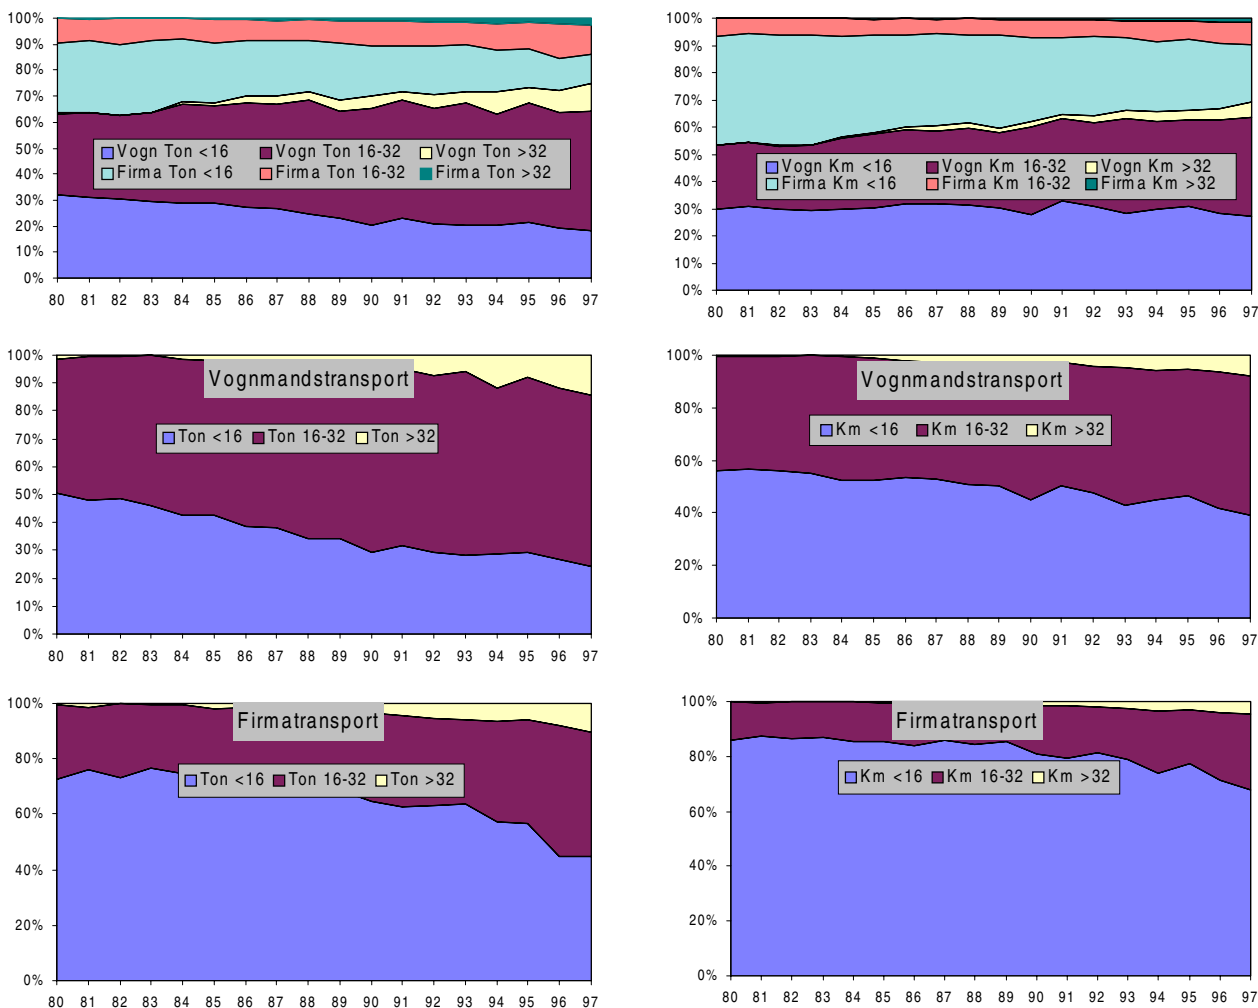 100%
90%
80%
70%
60%
50%
40%
30%
20%
10%
0%
Vogn Ton <16 Vogn Ton 16-32 Vogn Ton >32
Firma Ton <16 Firma Ton 16-32 Firma Ton >32
80 81 82 83 84 85 86 87 88 89 90 91 92 93 94 95 96 97
100%
90%
80%
70%
60%
50%
40%
30%
20%
10%
0%
Vogn Km <16 Vogn Km 16-32 Vogn Km >32
Firma Km <16 Firma Km 16-32 Firma Km >32
80 81 82 83 84 85 86 87 88 89 90 91 92 93 94 95 96 97
100%
90%
80%
70%
60%
50%
40%
30%
20%
10%
0%
Vognmandstransport
Ton <16 Ton 16-32 Ton >32
80 81 82 83 84 85 86 87 88 89 90 91 92 93 94 95 96 97
100%
80%
60%
40%
20%
0%
Vognmandstransport
Km <16 Km 16-32 Km >32
80 81 82 83 84 85 86 87 88 89 90 91 92 93 94 95 96 97
100%
80%
60%
40%
20%
0%
Firmatransport
Ton <16 Ton 16-32 Ton >32
80 81 82 83 84 85 86 87 88 89 90 91 92 93 94 95 96 97
100%
80%
60%
40%
20%
0%
Firmatransport
Km <16 Km 16-32 Km >32
80 81 82 83 84 85 86 87 88 89 90 91 92 93 94 95 96 97